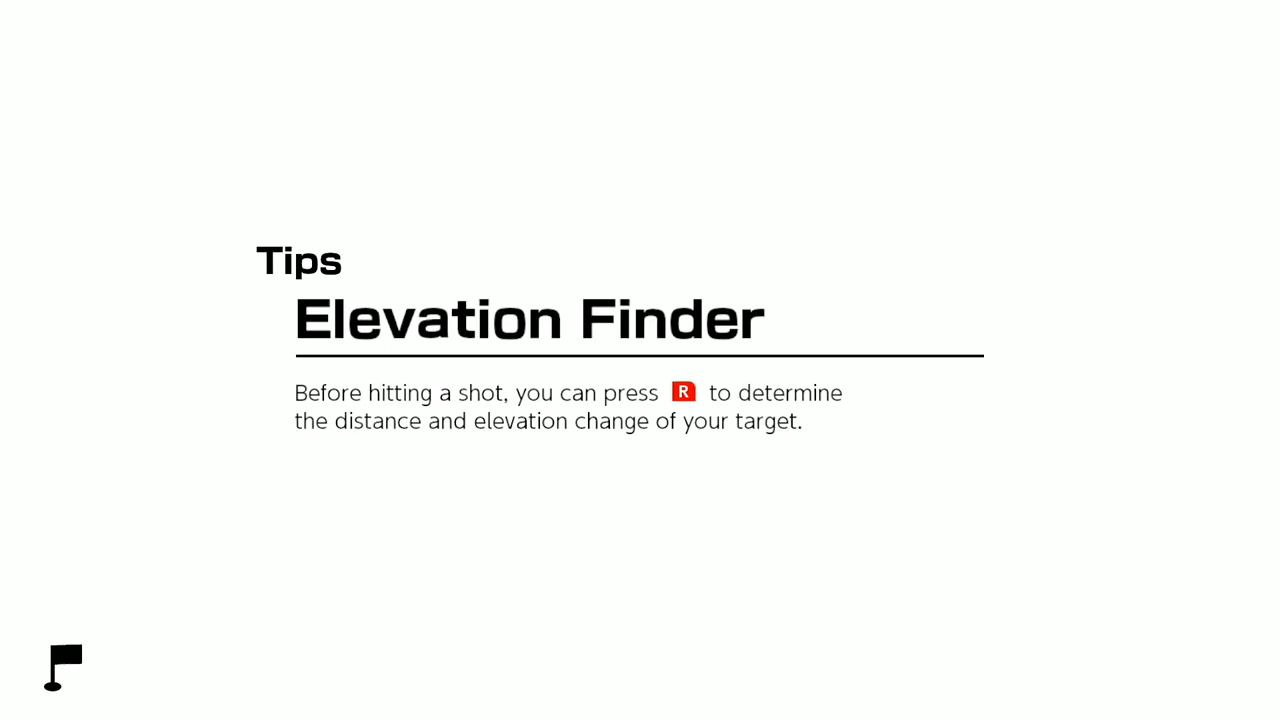 Tips
Elevation Finder
Before hitting a shot, you can press R to determine
the distance and elevation change of your target.